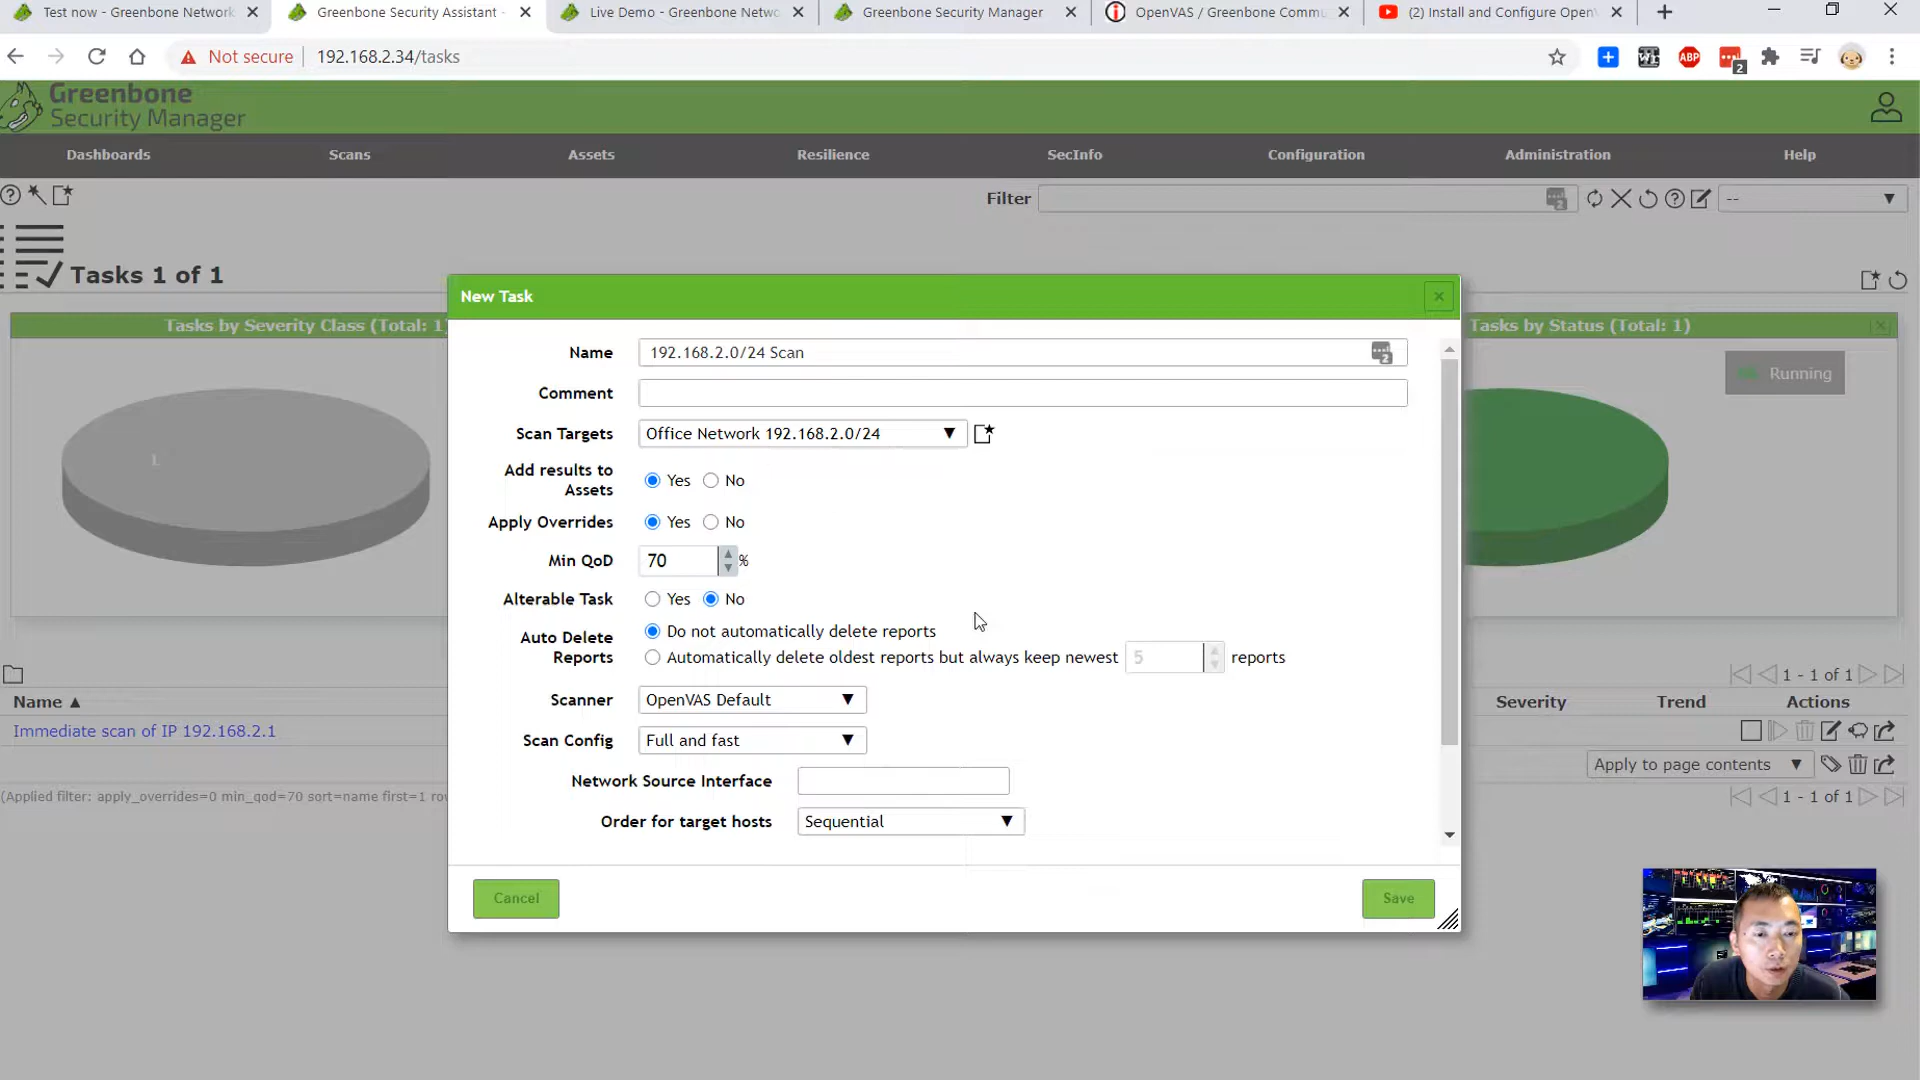 Test now - Greenbone Network
Greenbone Security Assistant -
Live Demo - Greenbone Netwo
Greenbone Security Manager
OpenVAS / Greenbone Commu
(2) Install and Configure OpenV
Not secure
192.168.2.34/tasks
ABP
2
Greenbone
Security Manager
Dashboards
Scans
Assets
Resilience
SecInfo
Configuration
Administration
Help
Filter
2
--
Tasks 1 of 1
Tasks by Severity Class (Total: 1)
Tasks by Status (Total: 1)
Running
New Task
Name
192.168.2.0/24 Scan
2
Comment
Scan Targets
Office Network 192.168.2.0/24
Add results to
Assets
Yes
No
Apply Overrides
Yes
No
Min QoD
70
%
Alterable Task
Yes
No
Auto Delete
Reports
Do not automatically delete reports
Automatically delete oldest reports but always keep newest
5
reports
Scanner
OpenVAS Default
Scan Config
Full and fast
Network Source Interface
Order for target hosts
Sequential
Cancel
Save
1 - 1 of 1
Name ▲
Severity
Trend
Actions
Immediate scan of IP 192.168.2.1
Apply to page contents
(Applied filter: apply_overrides=0 min_qod=70 sort=name first=1 rov
1 - 1 of 1